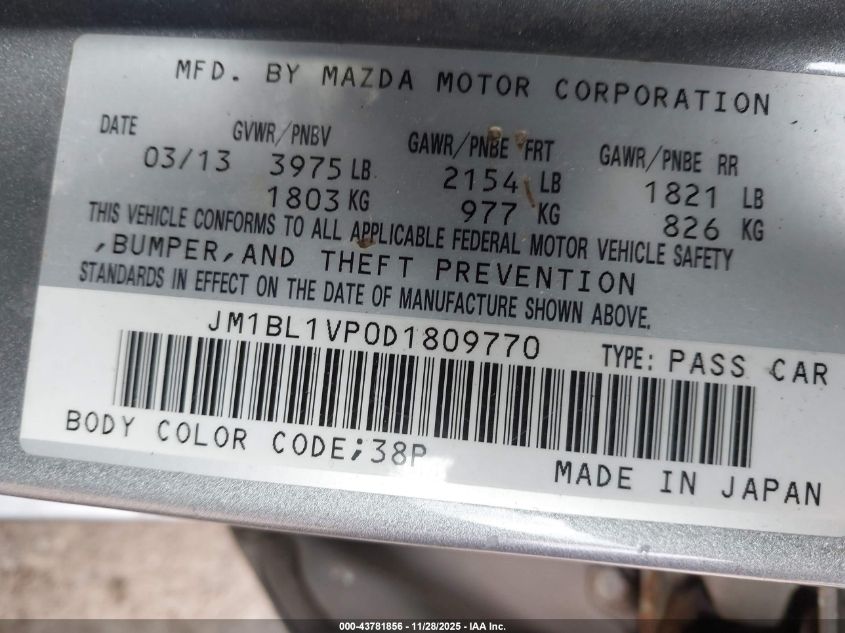 MFD. BY MAZDA MOTOR CORPORATION
DATE GVWR/PNBV GAWR/PNBE FRT GAWR/PNBE RR
03/13 3975 LB 2154 LB 1821 LB
1803 KG 977 KG 826 KG
THIS VEHICLE CONFORMS TO ALL APPLICABLE FEDERAL MOTOR VEHICLE SAFETY
,BUMPER,AND THEFT PREVENTION
STANDARDS IN EFFECT ON THE DATE OF MANUFACTURE SHOWN ABOVE.
JM1BL1VP0D1809770 TYPE: PASS CAR
BODY COLOR CODE;38P
MADE IN JAPAN
000-43781856 - 11/28/2025 - IAA Inc.